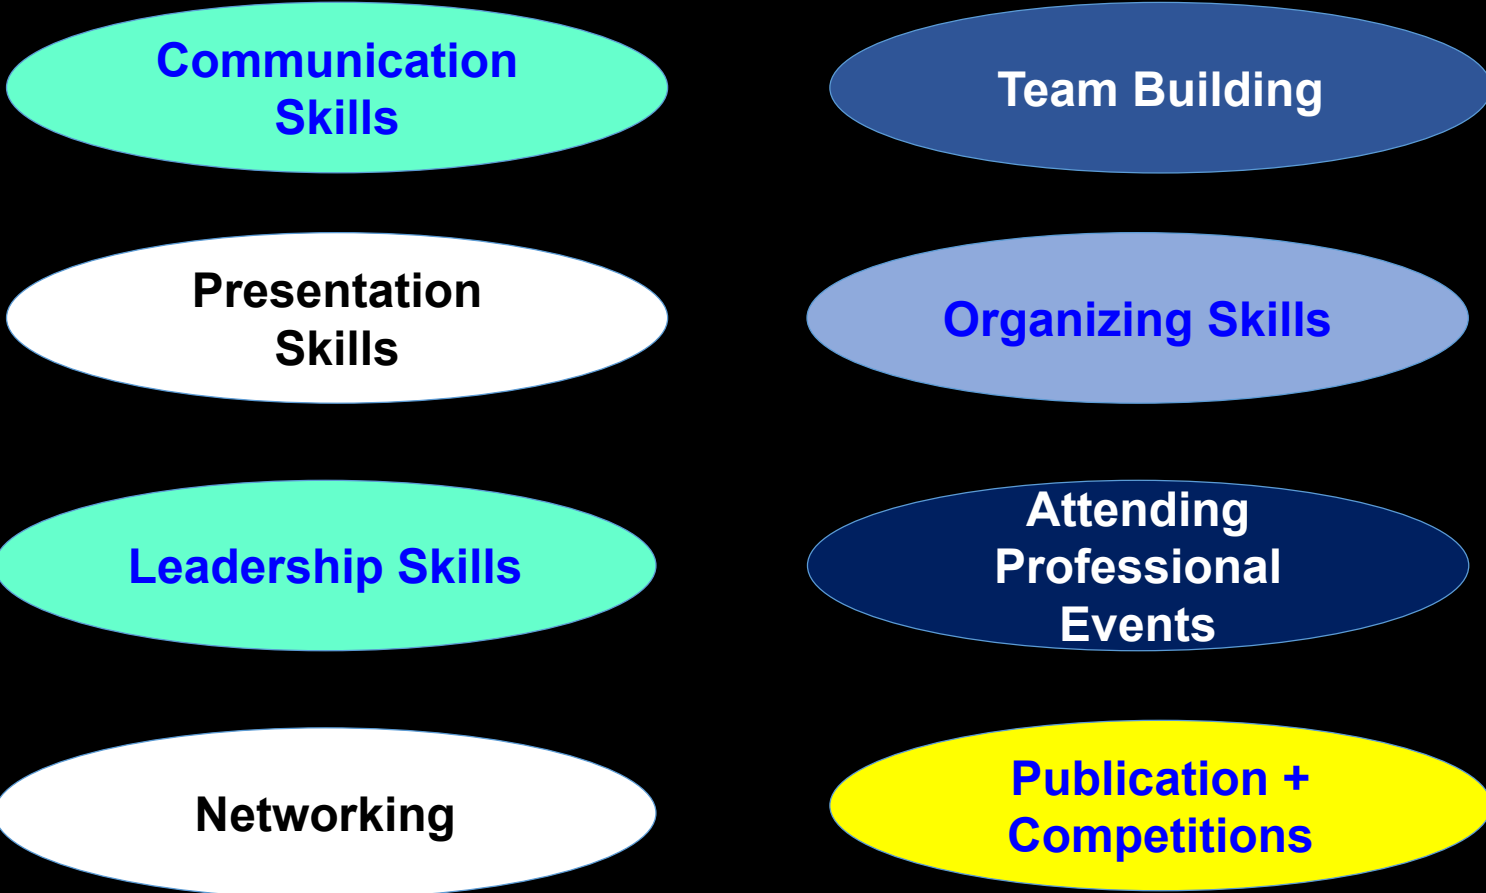 Communication
Skills
Team Building
Presentation
Skills
Organizing Skills
Leadership Skills
Attending
Professional
Events
Networking
Publication +
Competitions